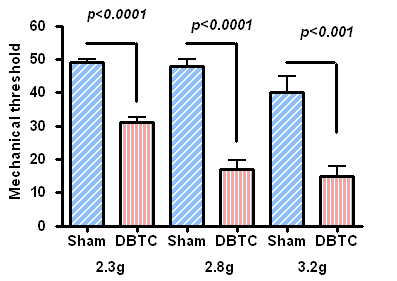 p<0.0001
p<0.0001
p<0.001
Mechanical threshold
60
50
40
30
20
10
0
Sham DBTC Sham DBTC Sham DBTC
2.3g 2.8g 3.2g